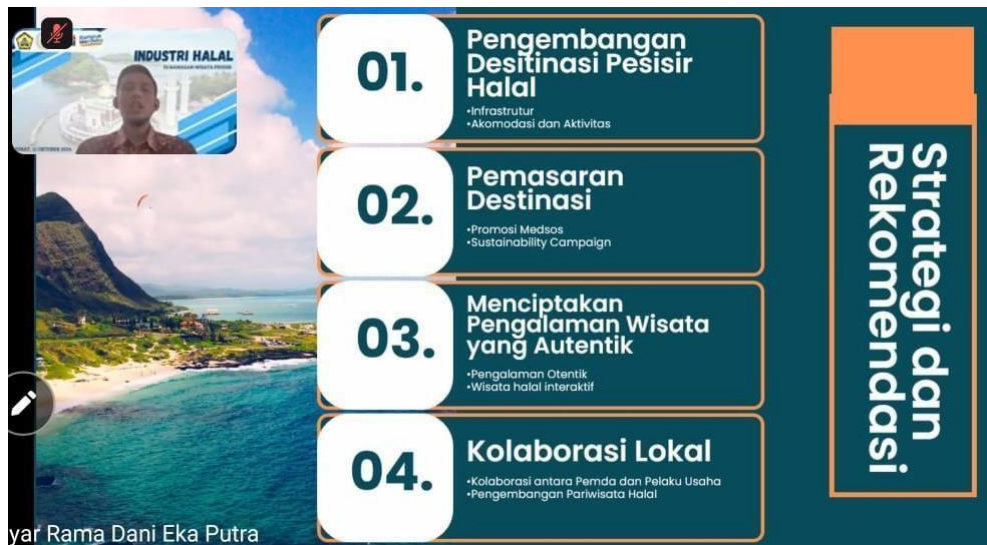 INDUSTRI HALAL
01.
Pengembangan
Desitinasi Pesisir
Halal
•Infrastrutur
•Akomodasi dan Aktivitas
02.
Pemasaran
Destinasi
•Promosi Medsos
•Sustainability Campaign
03.
Menciptakan
Pengalaman Wisata
yang Autentik
•Pengalaman Otentik
•Wisata halal interaktif
04.
Kolaborasi Lokal
•Kolaborasi antara Pemda dan Pelaku Usaha
•Pengembangan Pariwisata Halal
Strategi dan
Rekomendasi
yar Rama Dani Eka Putra